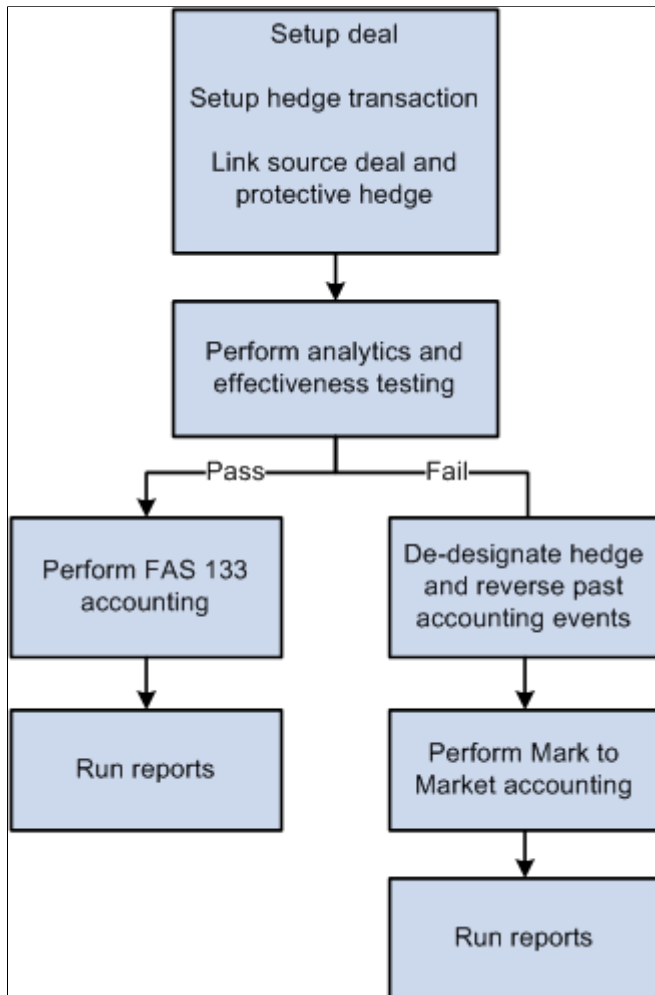 Setup deal
Setup hedge transaction
Link source deal and
protective hedge
Perform analytics and
effectiveness testing
Pass
Fail
Perform FAS 133
accounting
De-designate hedge
and reverse past
accounting events
Run reports
Perform Mark to
Market accounting
Run reports